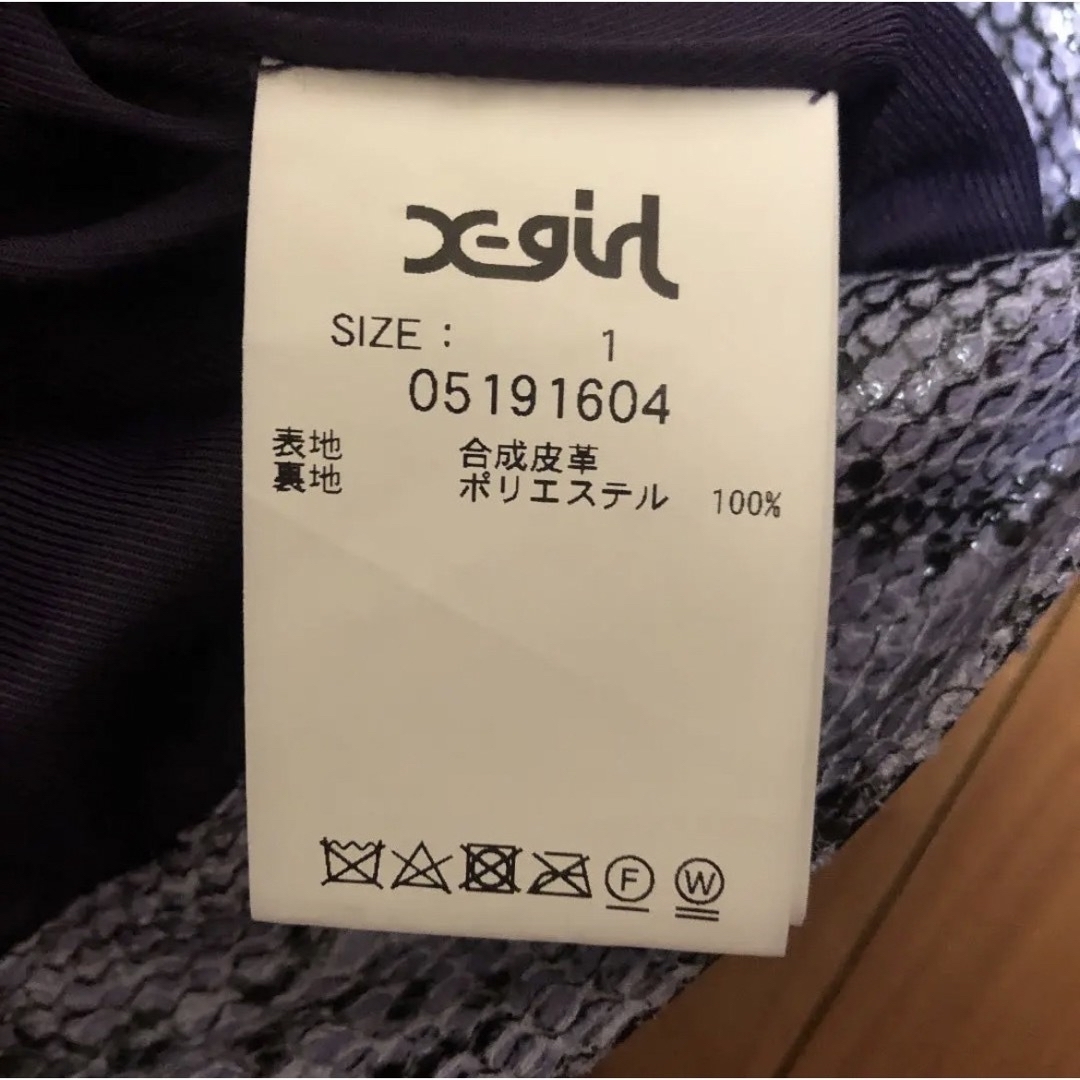 X-girl
SIZE : 1
05191604
表地 合成皮革
裏地 ポリエステル 100%
F W